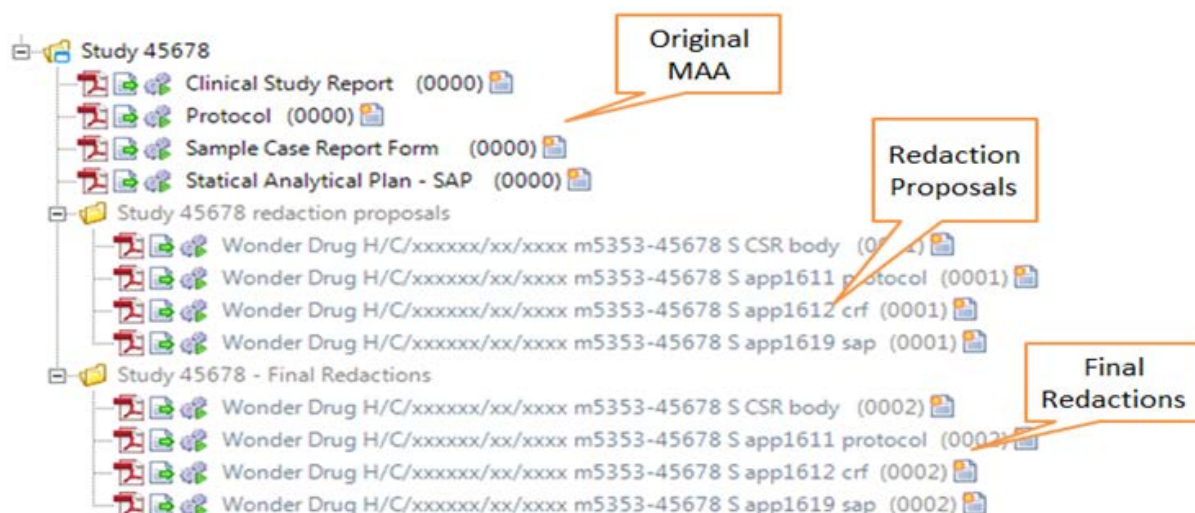 Original
MAA
Study 45678
Clinical Study Report (0000)
Protocol (0000)
Sample Case Report Form (0000)
Statical Analytical Plan - SAP (0000)
Redaction
Proposals
Study 45678 redaction proposals
Wonder Drug H/C/xxxxxx/xx/xxxx m5353-45678 S CSR body (0001)
Wonder Drug H/C/xxxxxx/xx/xxxx m5353-45678 S app1611 protocol (0001)
Wonder Drug H/C/xxxxxx/xx/xxxx m5353-45678 S app1612 crf (0001)
Wonder Drug H/C/xxxxxx/xx/xxxx m5353-45678 S app1619 sap (0001)
Final
Redactions
Study 45678 - Final Redactions
Wonder Drug H/C/xxxxxx/xx/xxxx m5353-45678 S CSR body (0002)
Wonder Drug H/C/xxxxxx/xx/xxxx m5353-45678 S app1611 protocol (0002)
Wonder Drug H/C/xxxxxx/xx/xxxx m5353-45678 S app1612 crf (0002)
Wonder Drug H/C/xxxxxx/xx/xxxx m5353-45678 S app1619 sap (0002)